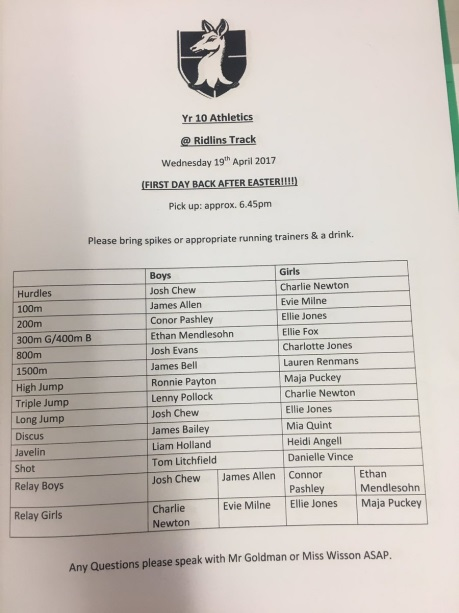 Yr 10 Athletics
@ Ridlins Track
Wednesday 19th April 2017
(FIRST DAY BACK AFTER EASTER!!!!)
Pick up: approx. 6.45pm
Please bring spikes or appropriate running trainers & a drink.
Boys Girls
Hurdles Josh Chew Charlie Newton
100m James Allen Evie Milne
200m Conor Pashley Ellie Jones
300m G/400m B Ethan Mendlesohn Ellie Fox
800m Josh Evans Charlotte Jones
1500m James Bell Lauren Renmans
High Jump Ronnie Payton Maja Puckey
Triple Jump Lenny Pollock Charlie Newton
Long Jump Josh Chew Ellie Jones
Discus James Bailey Mia Quint
Javelin Liam Holland Heidi Angell
Shot Tom Litchfield Danielle Vince
Relay Boys Josh Chew James Allen Connor Pashley Ethan Mendlesohn
Relay Girls Charlie Newton Evie Milne Ellie Jones Maja Puckey
Any Questions please speak with Mr Goldman or Miss Wisson ASAP.